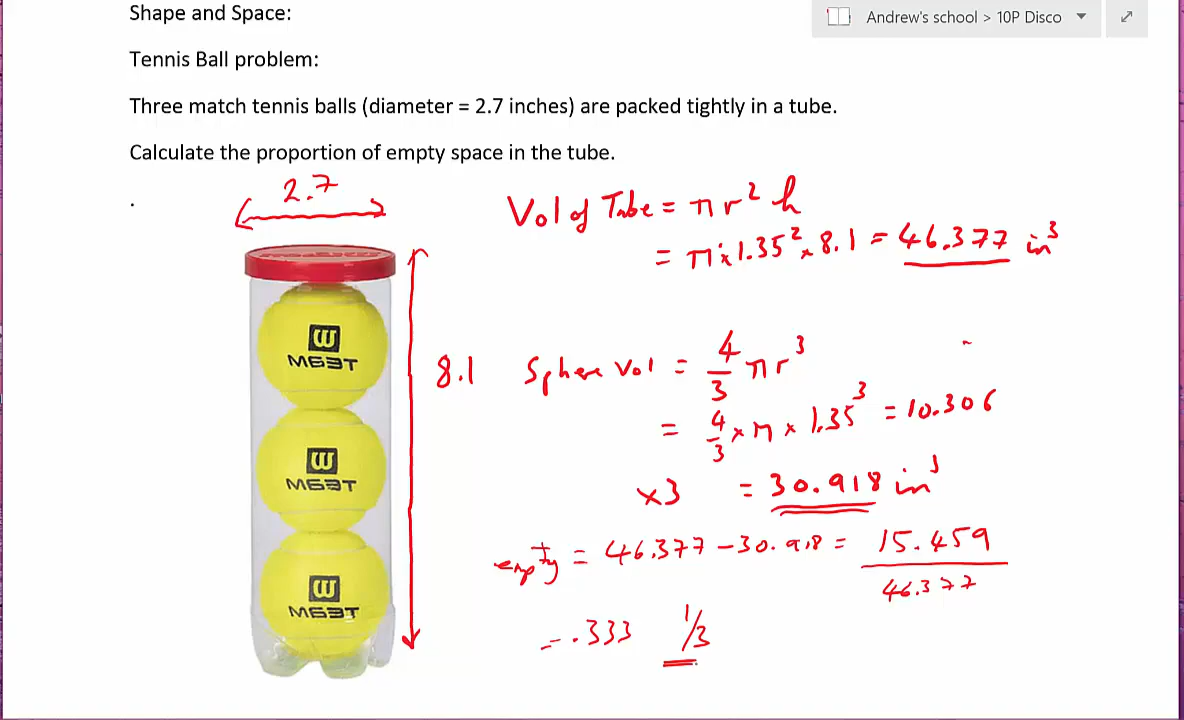 Shape and Space:
Andrew's school > 10P Disco
Tennis Ball problem:
Three match tennis balls (diameter = 2.7 inches) are packed tightly in a tube.
Calculate the proportion of empty space in the tube.
.
2.7
Vol of Tube = πr²h
= π × 1.35² × 8.1 = 46.377 in³
8.1
Sphere Vol = 4/3 πr³
= 4/3 × π × 1.35³ = 10.306
×3 = 30.918 in³
empty = 46.377 - 30.918 = 15.459/46.377
= .333 1/3
W
W
W